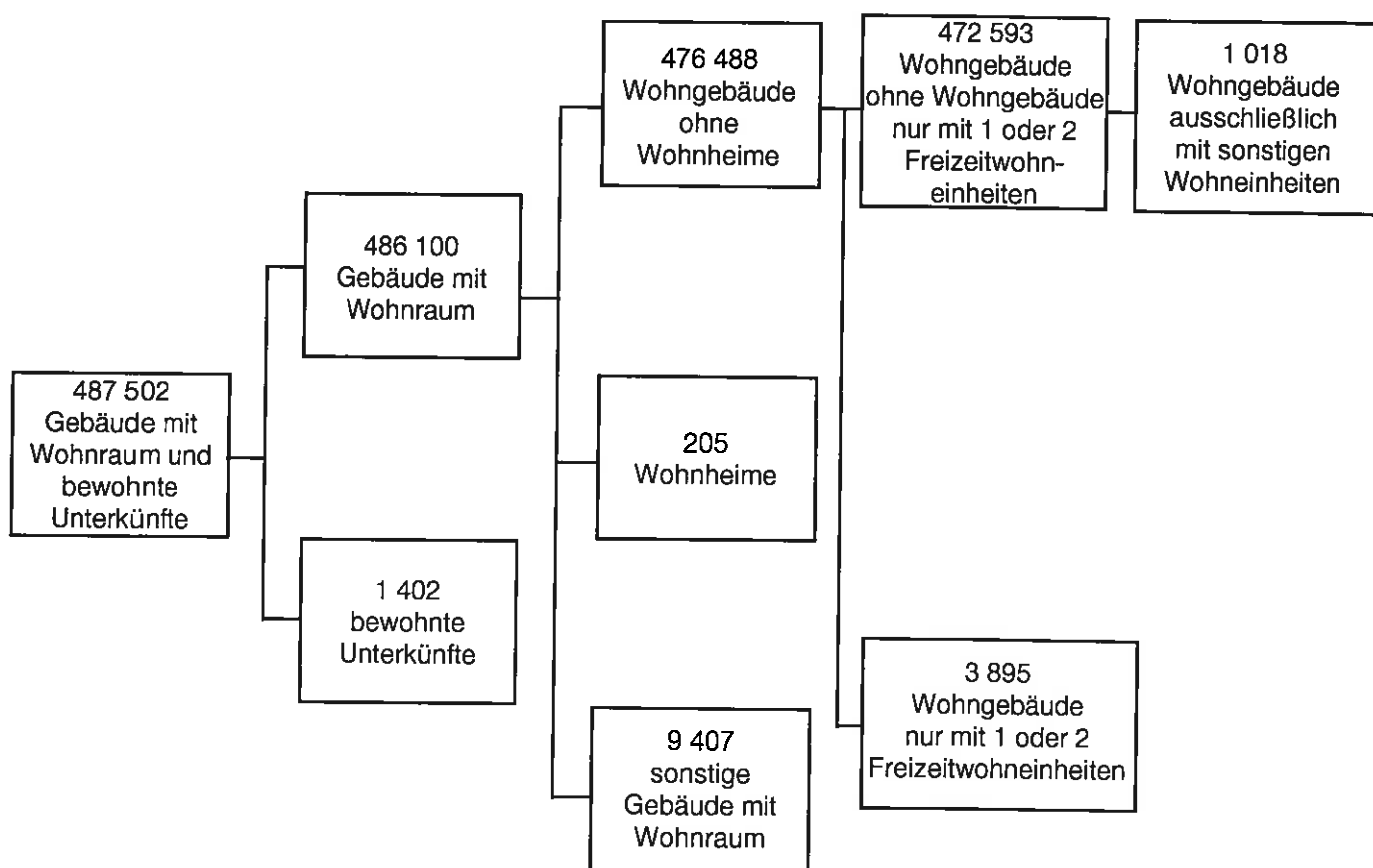 476 488
Wohngebäude
ohne
Wohnheime
472 593
Wohngebäude
ohne Wohngebäude
nur mit 1 oder 2
Freizeitwohn-
einheiten
1 018
Wohngebäude
ausschließlich
mit sonstigen
Wohneinheiten
486 100
Gebäude mit
Wohnraum
487 502
Gebäude mit
Wohnraum und
bewohnte
Unterkünfte
205
Wohnheime
1 402
bewohnte
Unterkünfte
3 895
Wohngebäude
nur mit 1 oder 2
Freizeitwohneinheiten
9 407
sonstige
Gebäude mit
Wohnraum